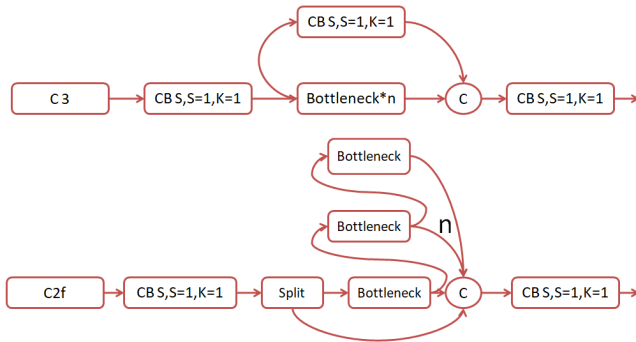 CB S,S=1,K=1
C 3
CB S,S=1,K=1
Bottleneck*n
C
CB S,S=1,K=1
Bottleneck
Bottleneck
n
C2f
CB S,S=1,K=1
Split
Bottleneck
C
CB S,S=1,K=1